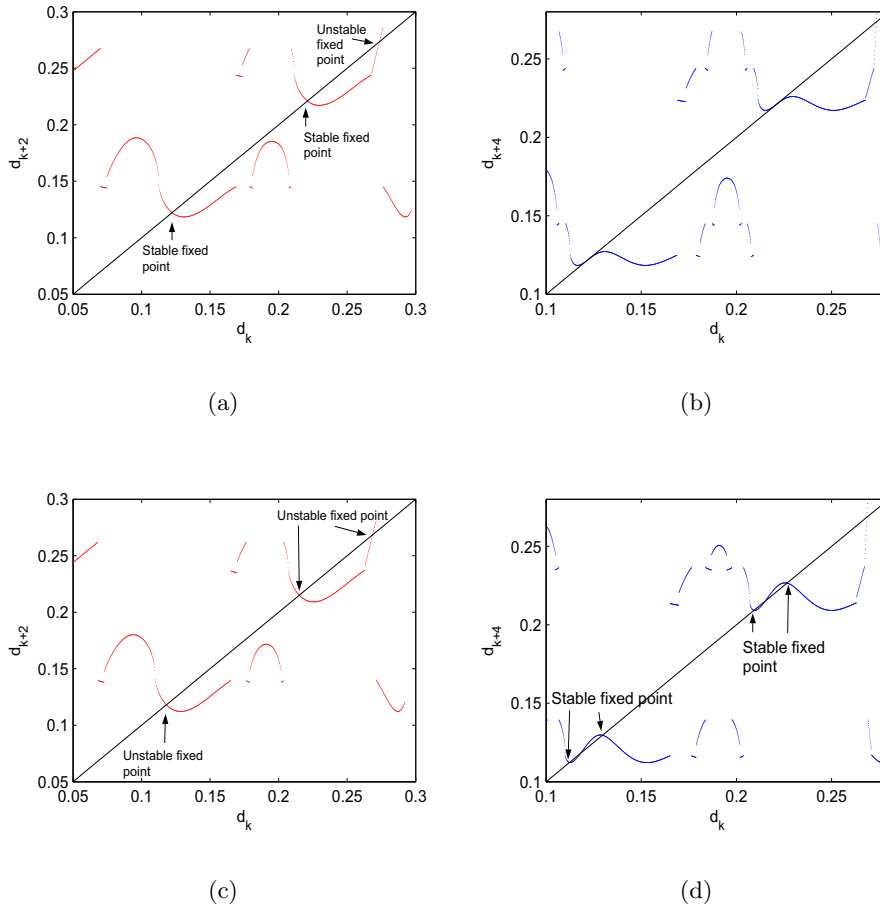 0.3
0.25
0.2
0.15
0.1
0.05
d_{k+2}
Unstable
fixed
point
Stable fixed
point
Stable fixed
point
0.05 0.1 0.15 0.2 0.25 0.3
d_k
(a)
0.25
0.2
0.15
0.1
d_{k+4}
0.1 0.15 0.2 0.25
d_k
(b)
0.3
0.25
0.2
0.15
0.1
0.05
d_{k+2}
Unstable fixed point
Unstable fixed
point
0.05 0.1 0.15 0.2 0.25 0.3
d_k
(c)
0.25
0.2
0.15
0.1
d_{k+4}
Stable fixed
point
Stable fixed point
0.1 0.15 0.2 0.25
d_k
(d)